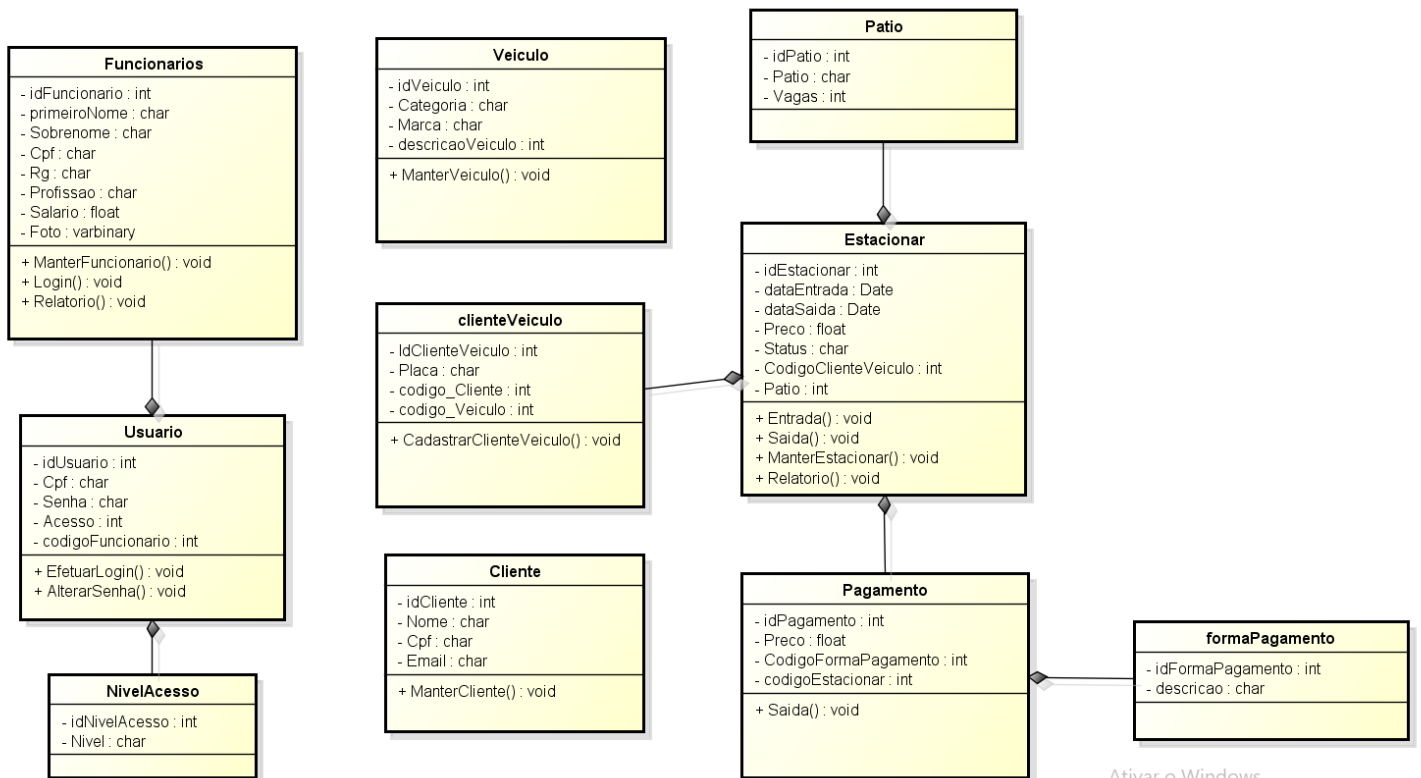 Funcionarios
- idFuncionario : int
- primeiroNome : char
- Sobrenome : char
- Cpf : char
- Rg : char
- Profissao : char
- Salario : float
- Foto : varbinary
+ ManterFuncionario() : void
+ Login() : void
+ Relatorio() : void
Usuario
- idUsuario : int
- Cpf : char
- Senha : char
- Acesso : int
- codigoFuncionario : int
+ EfetuarLogin() : void
+ AlterarSenha() : void
NivelAcesso
- idNivelAcesso : int
- Nivel : char
Veiculo
- idVeiculo : int
- Categoria : char
- Marca : char
- descricaoVeiculo : int
+ ManterVeiculo() : void
clienteVeiculo
- IdClienteVeiculo : int
- Placa : char
- codigo_Cliente : int
- codigo_Veiculo : int
+ CadastrarClienteVeiculo() : void
Cliente
- idCliente : int
- Nome : char
- Cpf : char
- Email : char
+ ManterCliente() : void
Patio
- idPatio : int
- Patio : char
- Vagas : int
Estacionar
- idEstacionar : int
- dataEntrada : Date
- dataSaida : Date
- Preco : float
- Status : char
- CodigoClienteVeiculo : int
- Patio : int
+ Entrada() : void
+ Saida() : void
+ ManterEstacionar() : void
+ Relatorio() : void
Pagamento
- idPagamento : int
- Preco : float
- CodigoFormaPagamento : int
- codigoEstacionar : int
+ Saida() : void
formaPagamento
- idFormaPagamento : int
- descricao : char
Ativar o Windows